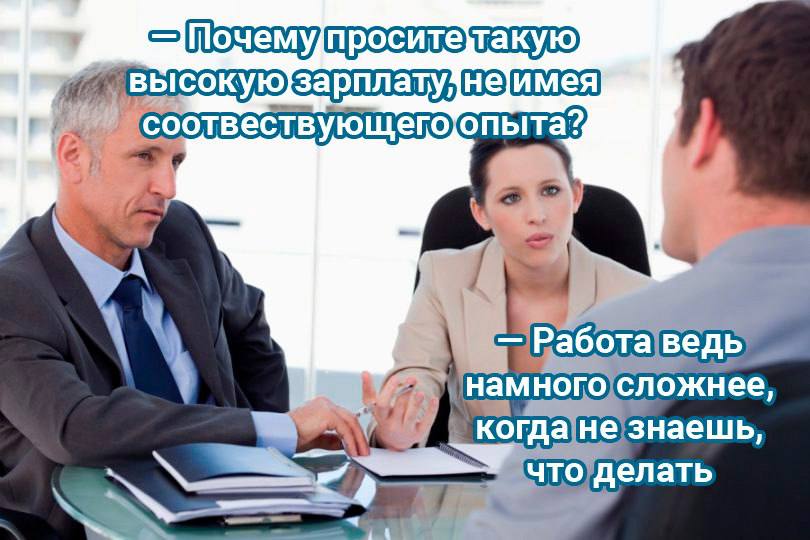 — Почему просите такую
высокую зарплату, не имея
соотвествующего опыта?
— Работа ведь
намного сложнее,
когда не знаешь,
что делать